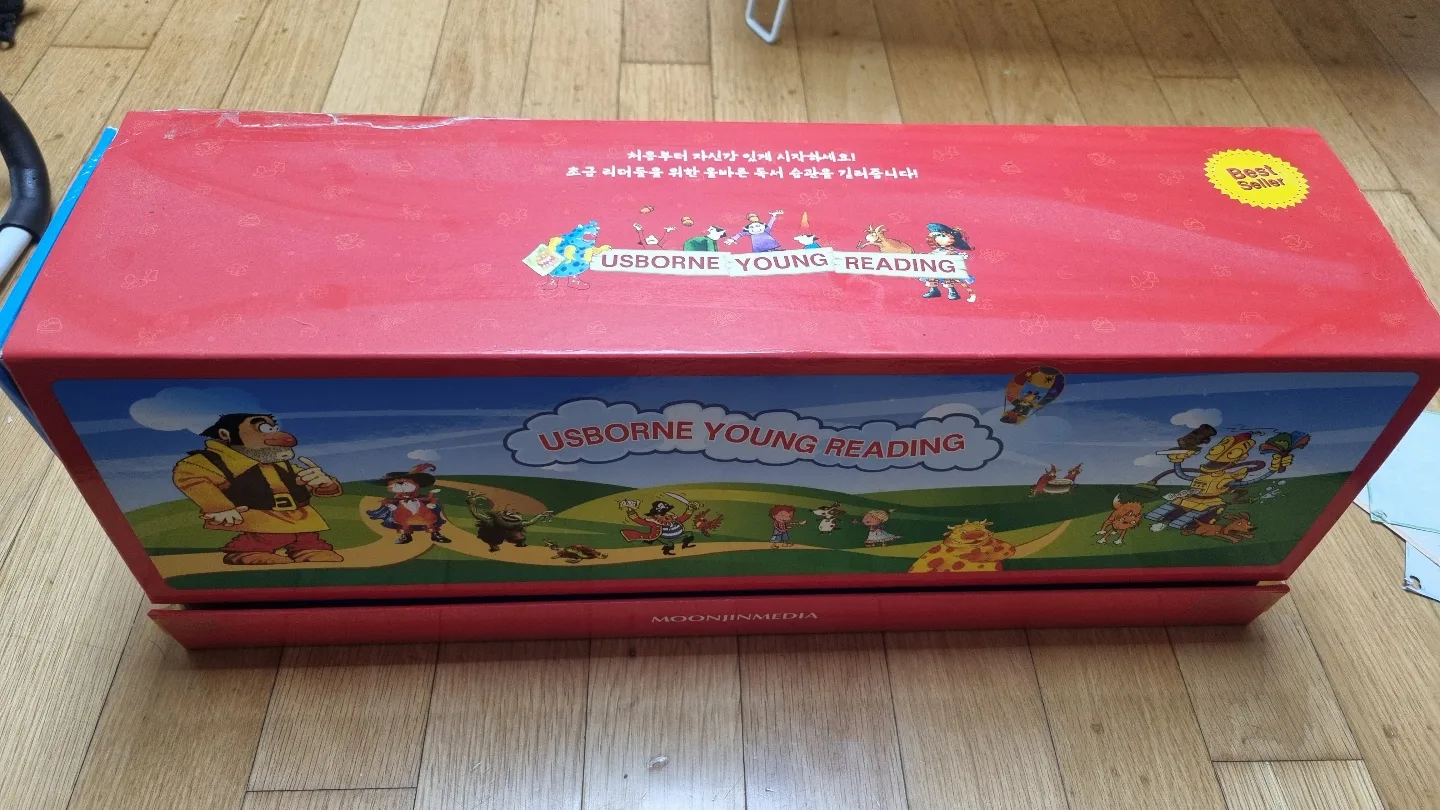 처음부터 자신감 있게 시작하세요!
초급 리더들을 위한 올바른 독서 습관을 길러줍니다!
Best
Seller
USBORNE YOUNG READING
USBORNE YOUNG READING
MOONJINMEDIA